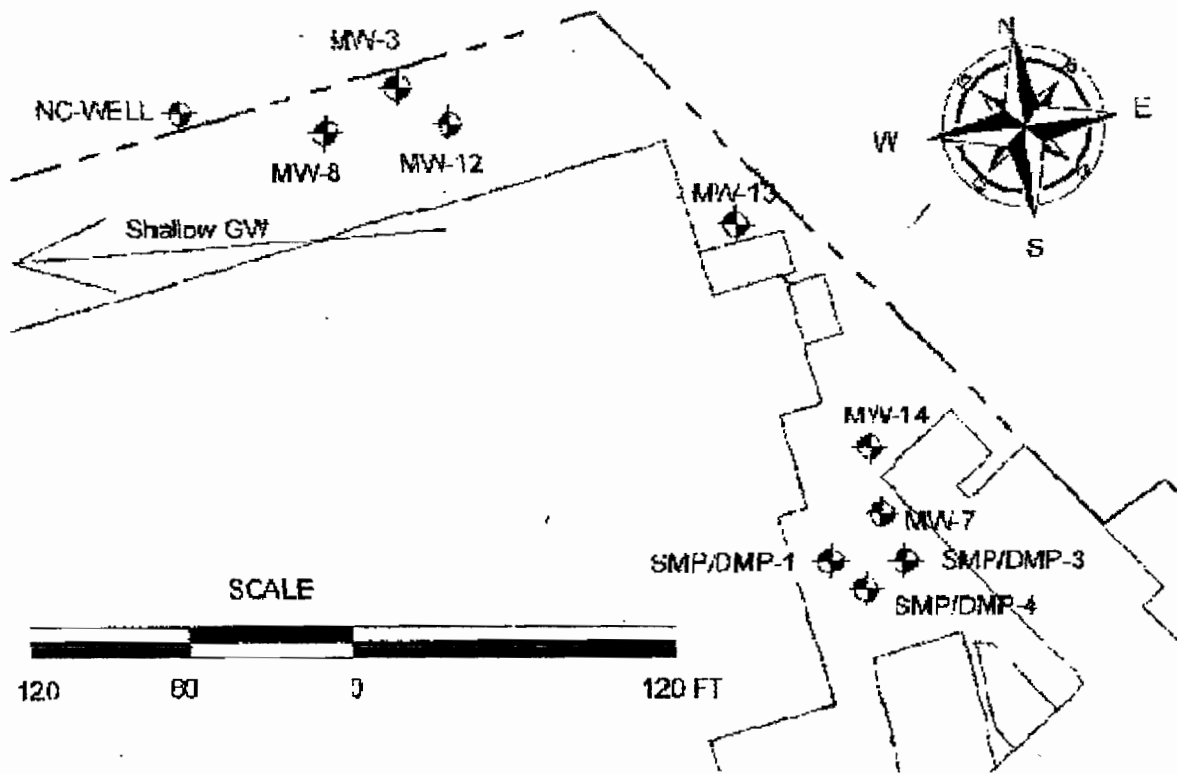 MW-3
N
NC-WELL
E
W
MW-8
MW-12
MW-13
Shallow GW
S
MW-14
MW-7
SMP/DMP-1
SMP/DMP-3
SCALE
SMP/DMP-4
120 60 0 120 FT